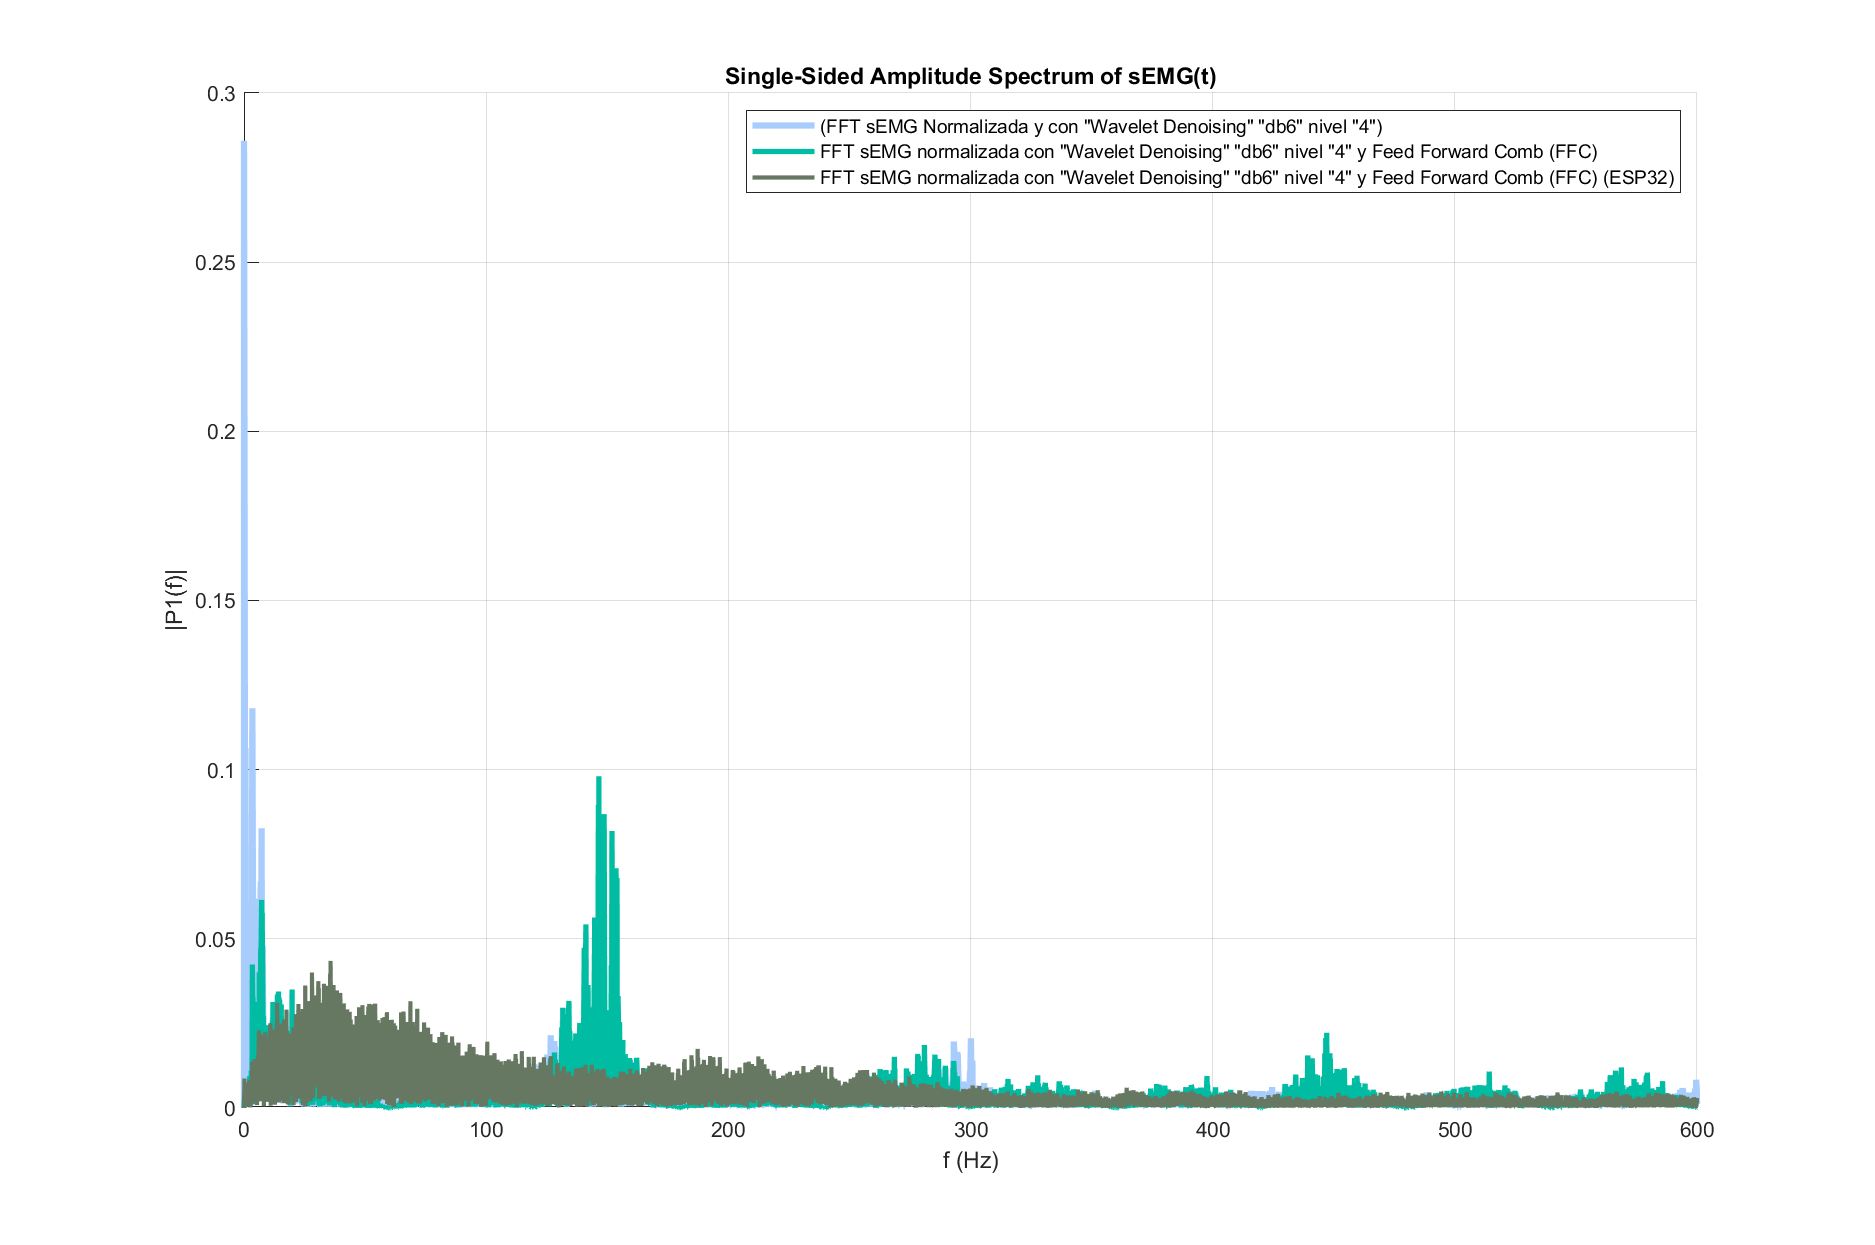 Single-Sided Amplitude Spectrum of sEMG(t)
(FFT sEMG Normalizada y con "Wavelet Denoising" "db6" nivel "4")
FFT sEMG normalizada con "Wavelet Denoising" "db6" nivel "4" y Feed Forward Comb (FFC)
FFT sEMG normalizada con "Wavelet Denoising" "db6" nivel "4" y Feed Forward Comb (FFC) (ESP32)
0.3
0.25
0.2
0.15
0.1
0.05
0
|P1(f)|
0 100 200 300 400 500 600
f (Hz)